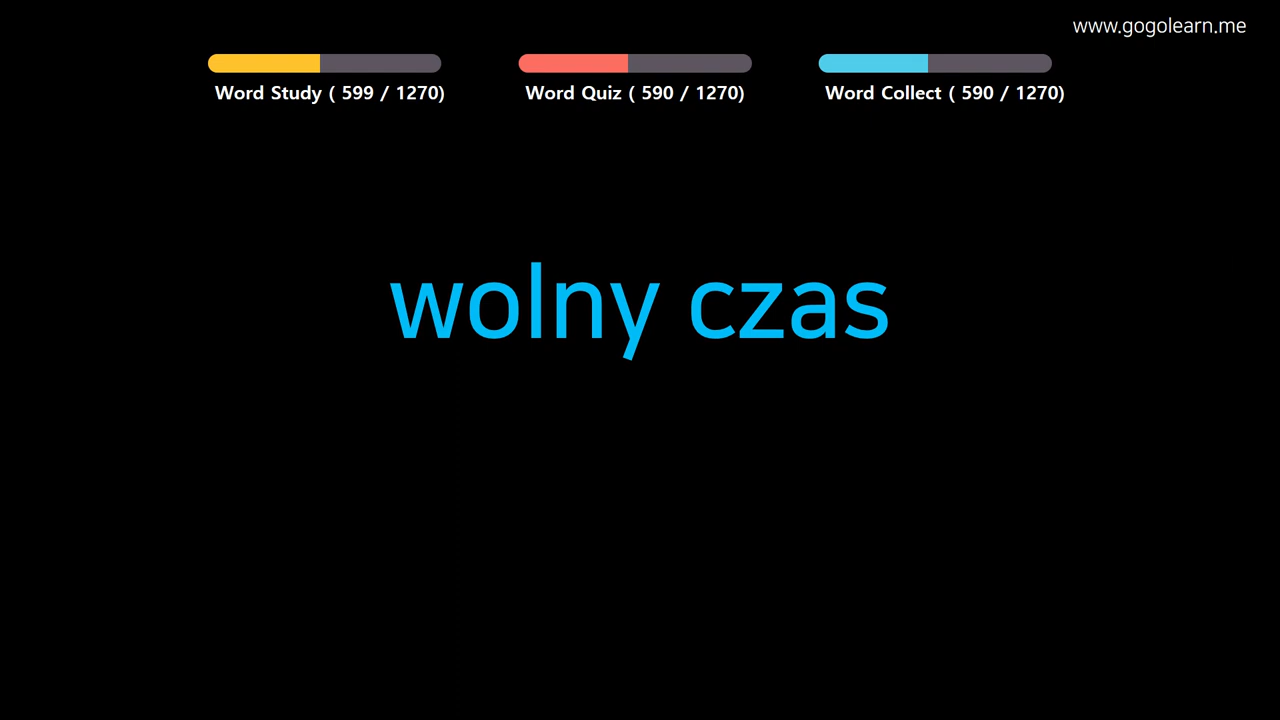 www.gogolearn.me
Word Study ( 599 / 1270)
Word Quiz ( 590 / 1270)
Word Collect ( 590 / 1270)
wolny czas